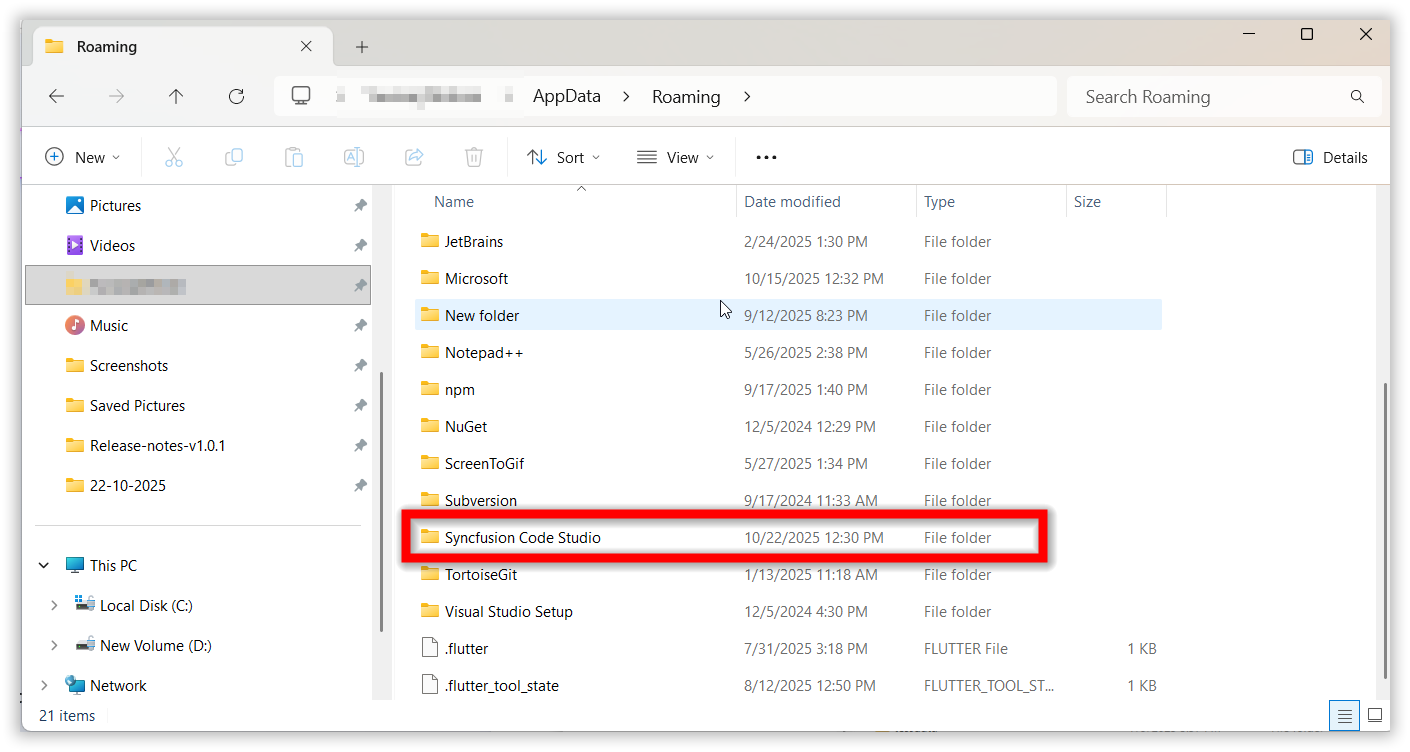 Roaming
AppData > Roaming >
Search Roaming
New
Sort
View
Details
Pictures
Videos
Music
Screenshots
Saved Pictures
Release-notes-v1.0.1
22-10-2025
This PC
Local Disk (C:)
New Volume (D:)
Network
Name Date modified Type Size
JetBrains 2/24/2025 1:30 PM File folder
Microsoft 10/15/2025 12:32 PM File folder
New folder 9/12/2025 8:23 PM File folder
Notepad++ 5/26/2025 2:38 PM File folder
npm 9/17/2025 1:40 PM File folder
NuGet 12/5/2024 12:29 PM File folder
ScreenToGif 5/27/2025 1:34 PM File folder
Subversion 9/17/2024 11:33 AM File folder
Syncfusion Code Studio 10/22/2025 12:30 PM File folder
TortoiseGit 1/13/2025 11:18 AM File folder
Visual Studio Setup 12/5/2024 4:30 PM File folder
.flutter 7/31/2025 3:18 PM FLUTTER File 1 KB
.flutter_tool_state 8/12/2025 12:50 PM FLUTTER_TOOL_ST... 1 KB
21 items